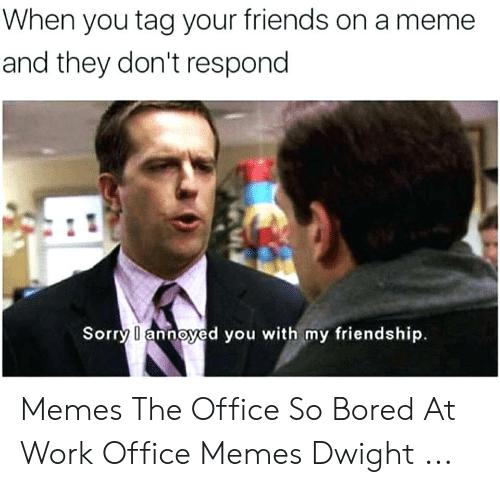 When you tag your friends on a meme
and they don't respond
Sorry I annoyed you with my friendship.
Memes The Office So Bored At
Work Office Memes Dwight ...